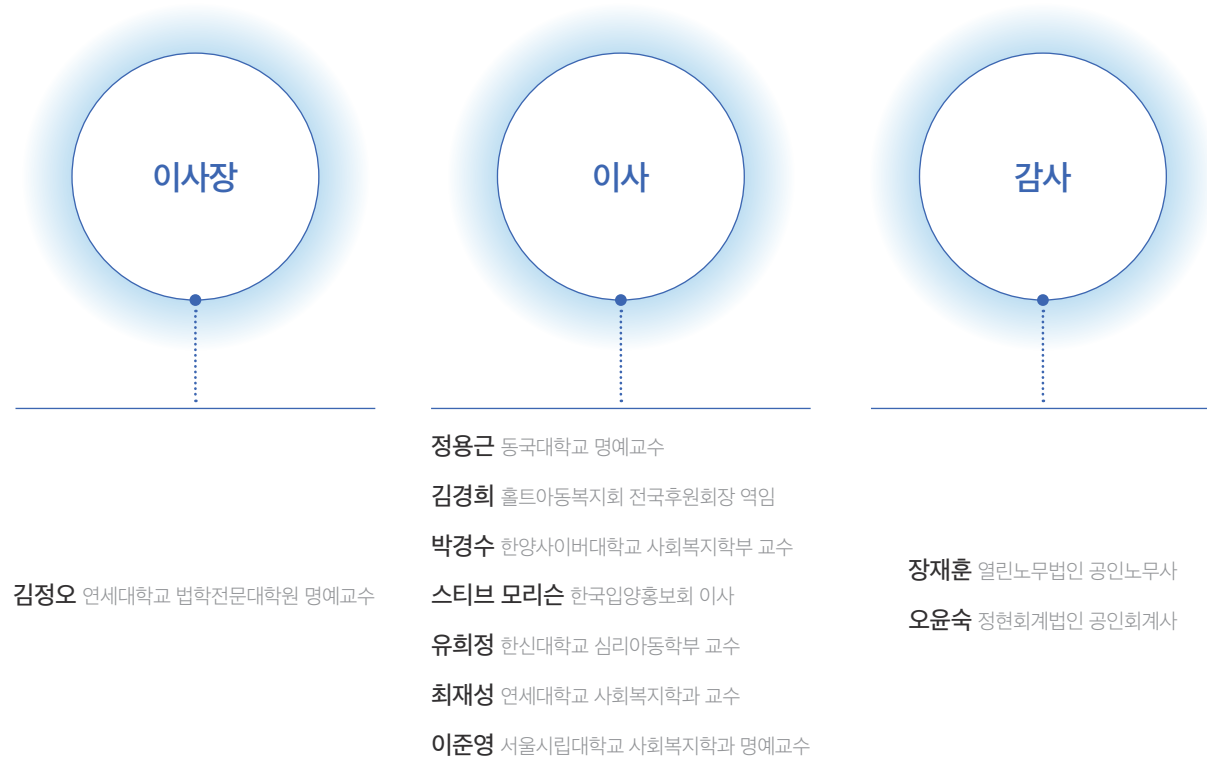 이사장
김정오 연세대학교 법학전문대학원 명예교수
이사
정용근 동국대학교 명예교수
김경희 홀트아동복지회 전국후원회장 역임
박경수 한양사이버대학교 사회복지학부 교수
스티브 모리슨 한국입양홍보회 이사
유희정 한신대학교 심리아동학부 교수
최재성 연세대학교 사회복지학과 교수
이준영 서울시립대학교 사회복지학과 명예교수
감사
장재훈 열린노무법인 공인노무사
오윤숙 정현회계법인 공인회계사